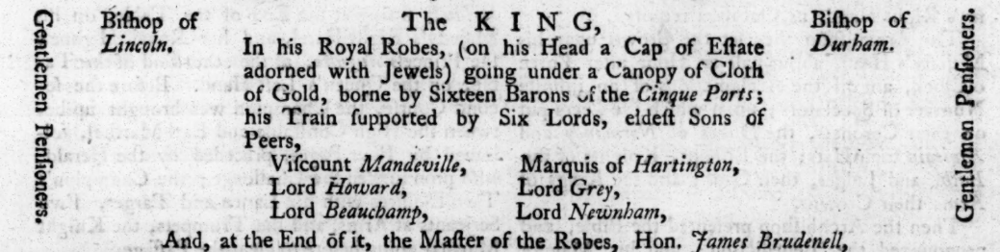 Gentlemen Penſioners.
Biſhop of
Lincoln.
The KING,
In his Royal Robes, (on his Head a Cap of Eſtate
adorned with Jewels) going under a Canopy of Cloth
of Gold, borne by Sixteen Barons of the Cinque Ports;
his Train ſupported by Six Lords, eldeſt Sons of
Peers,
Viſcount Mandeville, Marquis of Hartington,
Lord Howard, Lord Grey,
Lord Beauchamp, Lord Newnham,
And, at the End of it, the Maſter of the Robes, Hon. James Brudenell,
Biſhop of
Durham.
Gentlemen Penſioners.